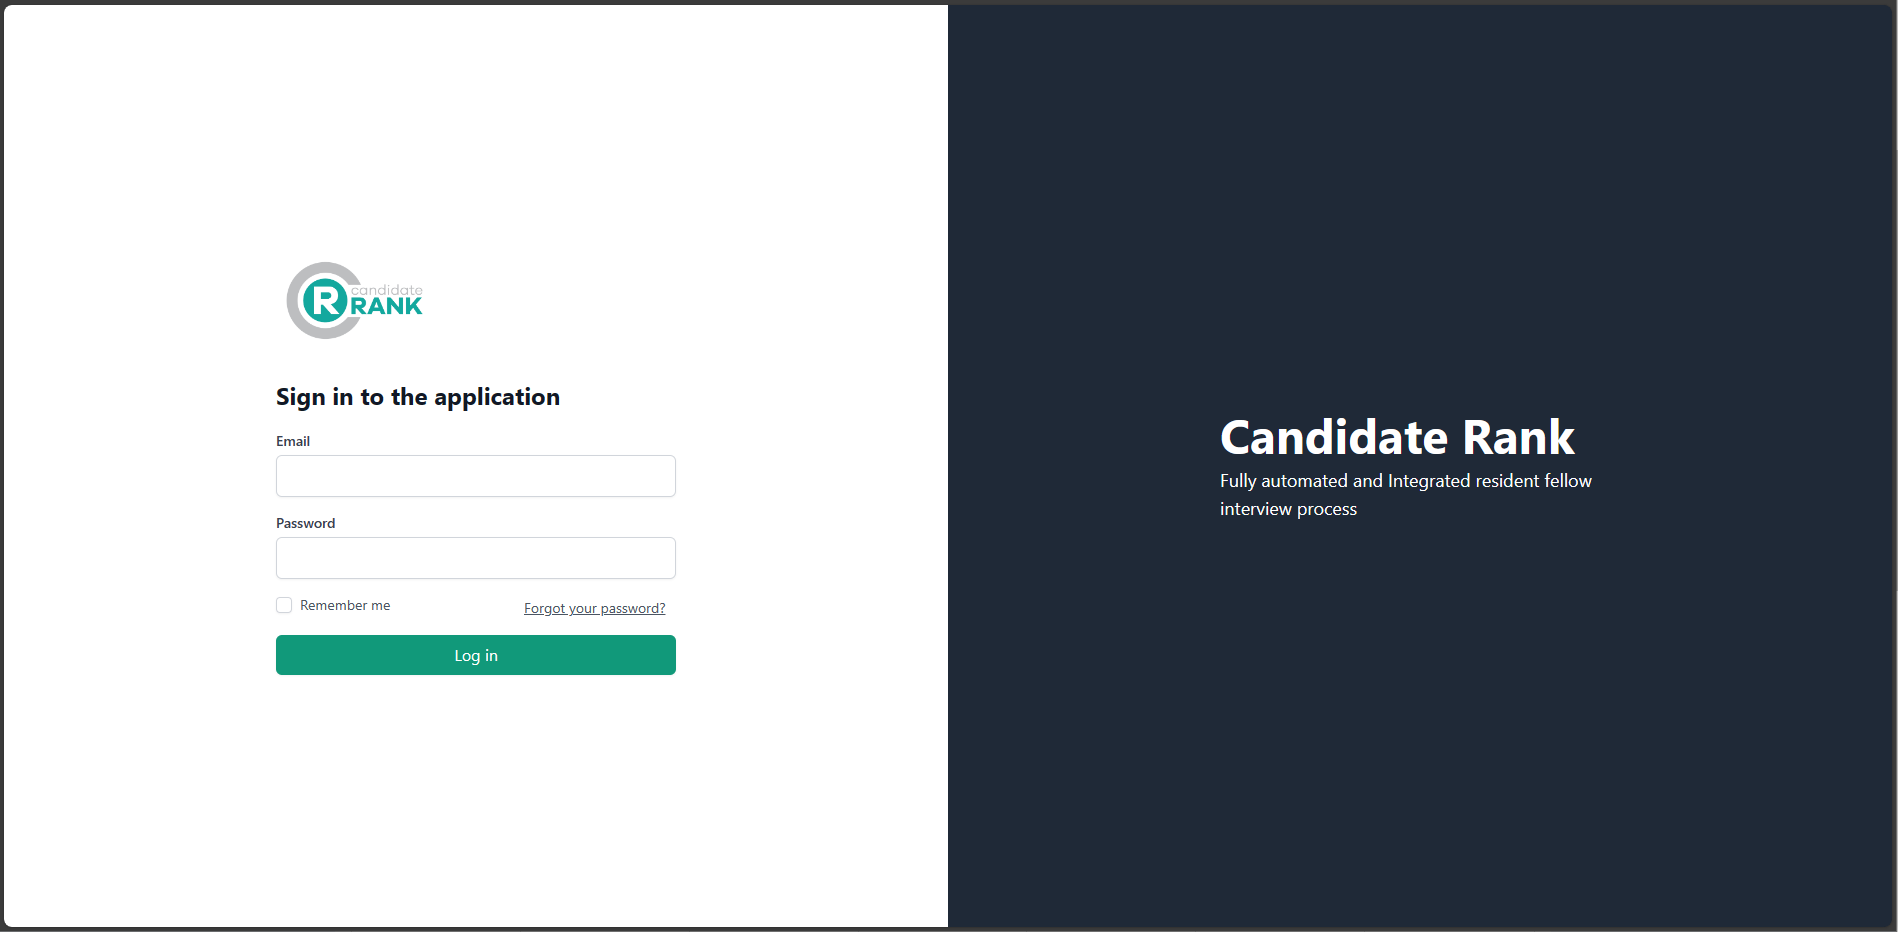 R
candidate
RANK
Sign in to the application
Email
Password
Remember me
Forgot your password?
Log in
Candidate Rank
Fully automated and Integrated resident fellow
interview process